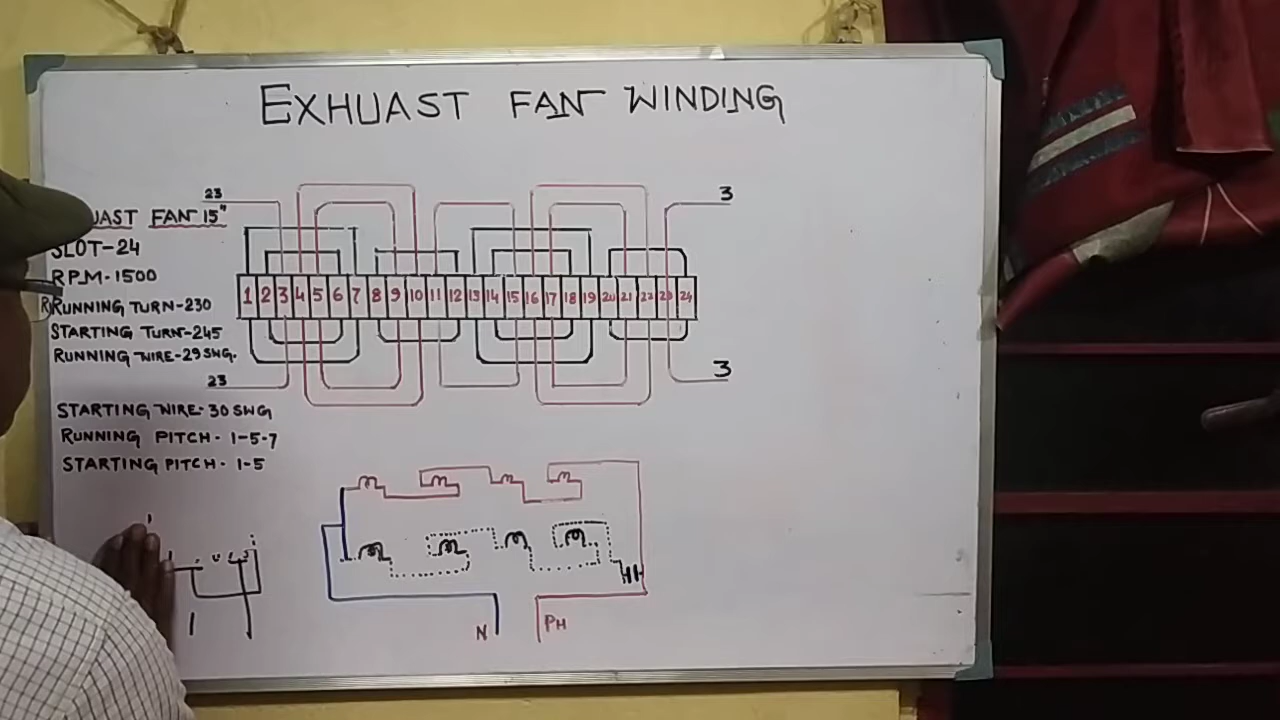 EXHUAST FAN WINDING
23 3
UAST FAN 15"
SLOT-24
RPM-1500
RUNNING TURN-230
STARTING TURN-245
RUNNING WIRE-29 SWG.
1 2 3 4 5 6 7 8 9 10 11 12 13 14 15 16 17 18 19 20 21 22 23 24
23 3
STARTING WIRE-30 SWG
RUNNING PITCH-1-5-7
STARTING PITCH-1-5
N PH